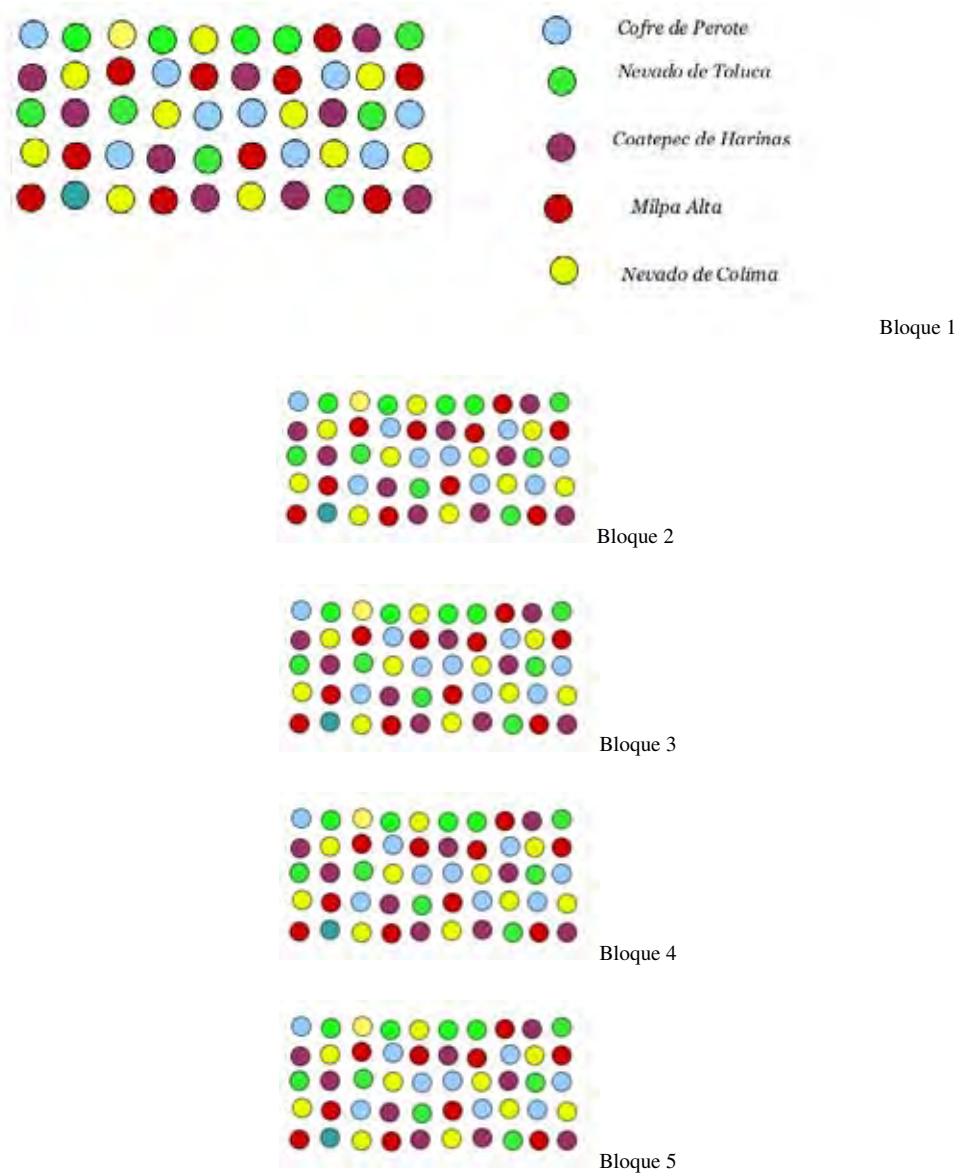 Cofre de Perote
Nevado de Toluca
Coatepec de Harinas
Milpa Alta
Nevado de Colima
Bloque 1
Bloque 2
Bloque 3
Bloque 4
Bloque 5